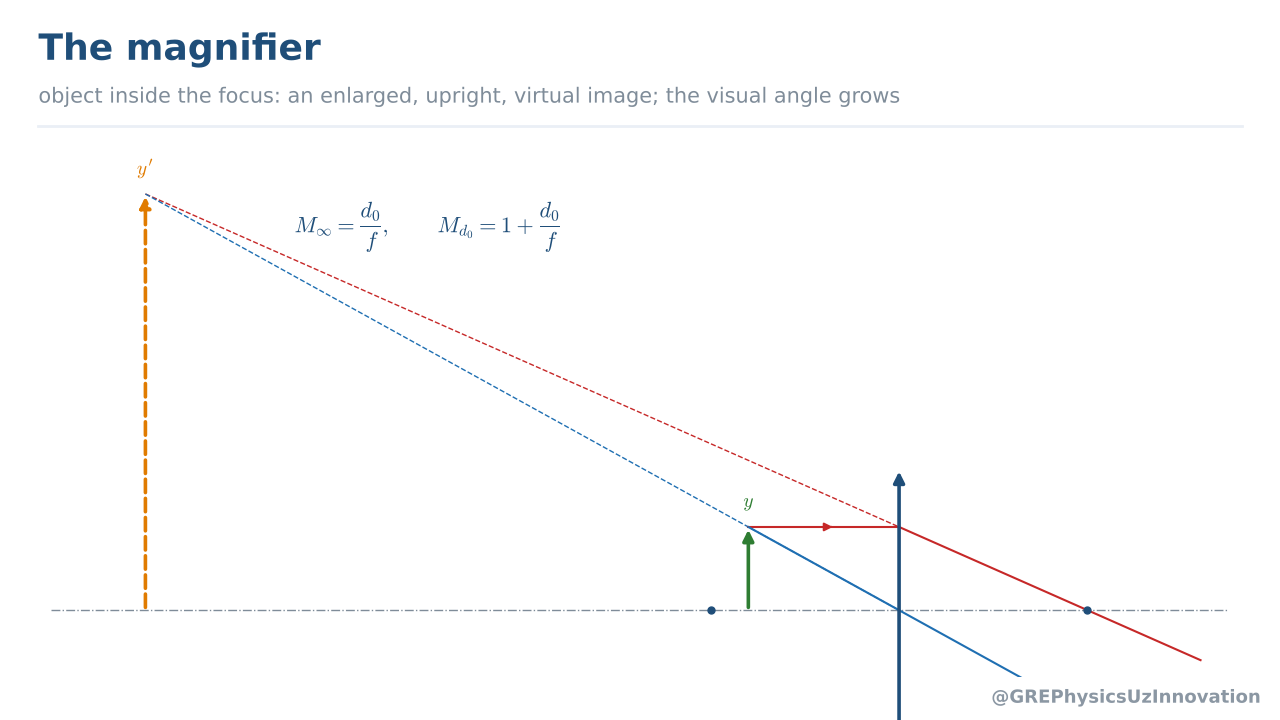 The magnifier
object inside the focus: an enlarged, upright, virtual image; the visual angle grows
y′
M∞ = d₀/f, M_d₀ = 1 + d₀/f
y
@GREPhysicsUzInnovation